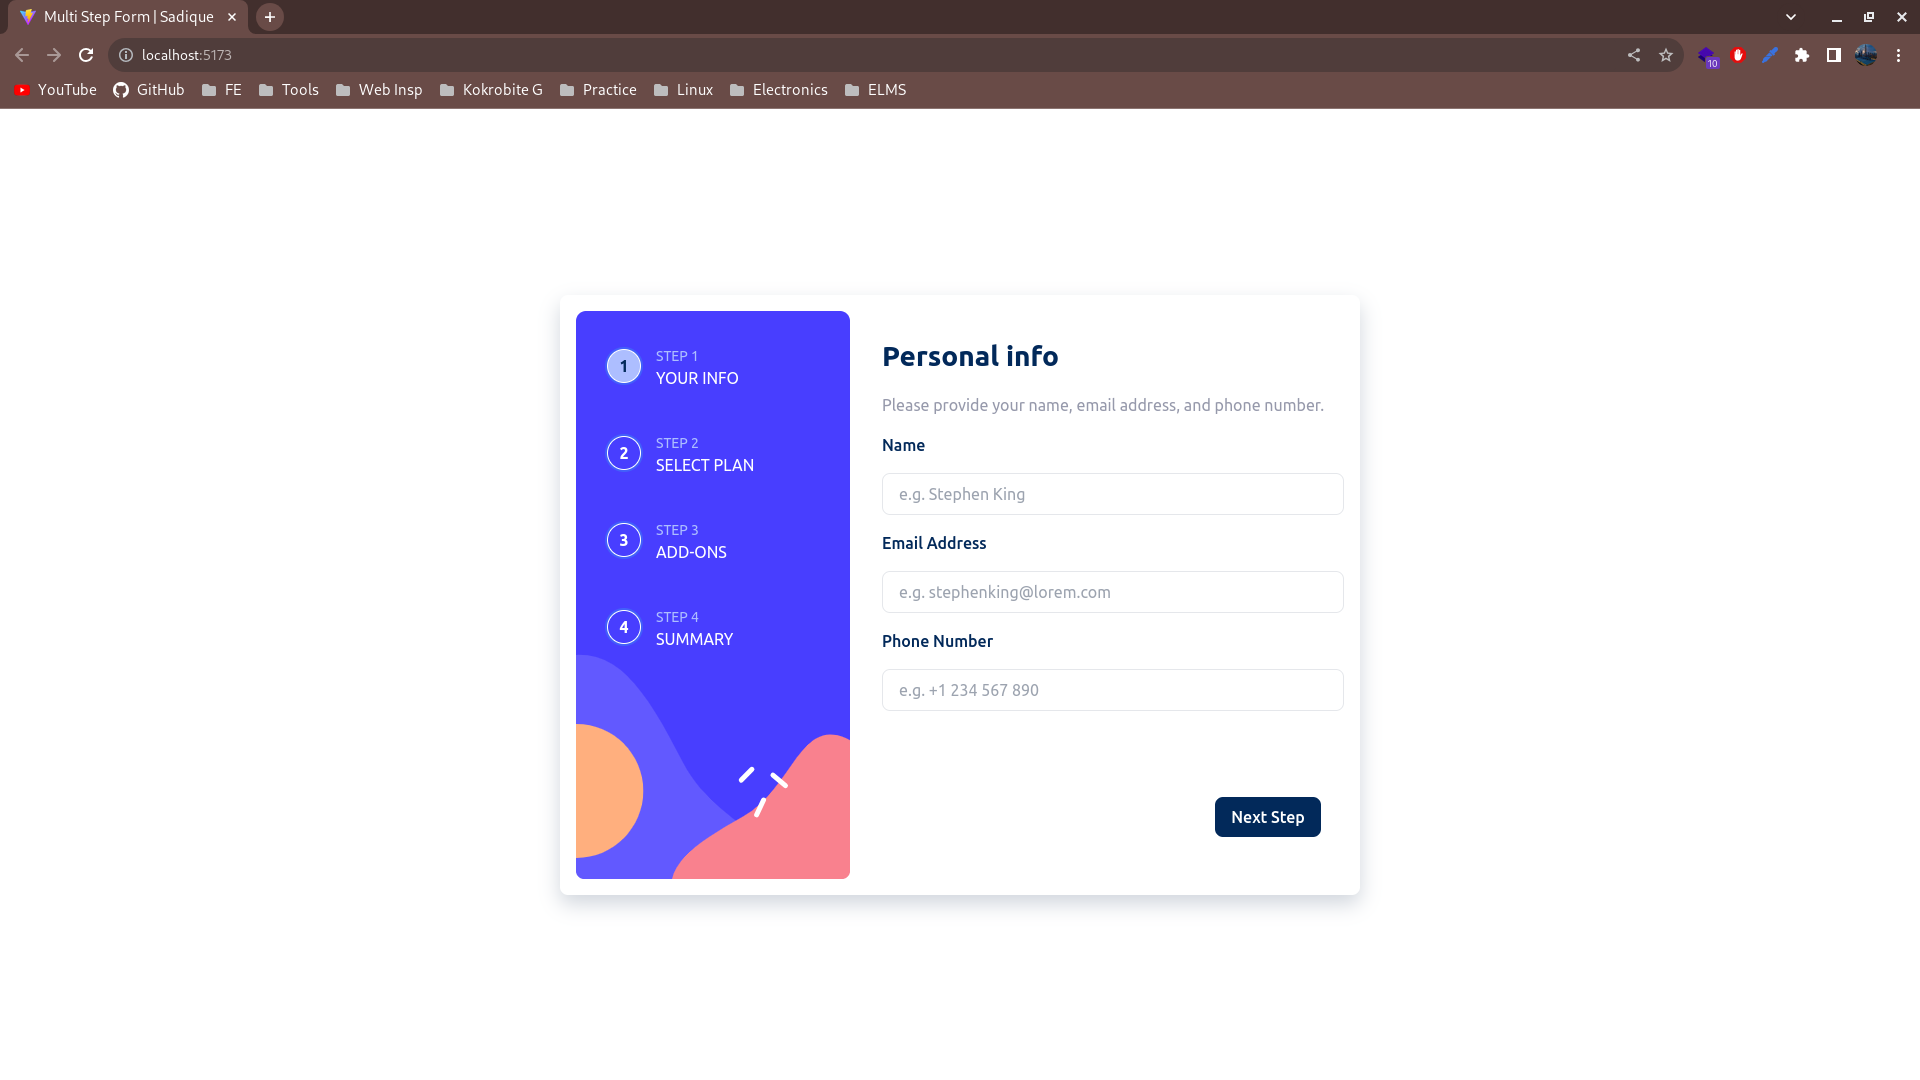 Multi Step Form | Sadique
localhost:5173
10
YouTube GitHub FE Tools Web Insp Kokrobite G Practice Linux Electronics ELMS
1
STEP 1
YOUR INFO
2
STEP 2
SELECT PLAN
3
STEP 3
ADD-ONS
4
STEP 4
SUMMARY
Personal info
Please provide your name, email address, and phone number.
Name
e.g. Stephen King
Email Address
e.g. stephenking@lorem.com
Phone Number
e.g. +1 234 567 890
Next Step